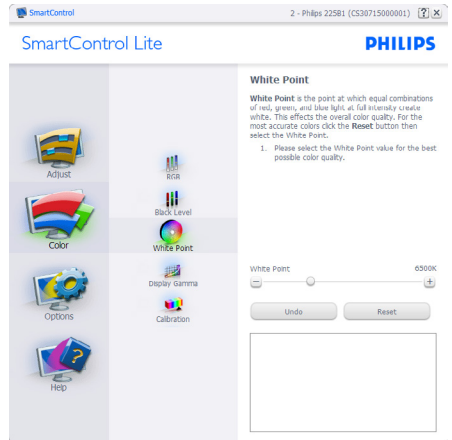 SmartControl
2 - Philips 225B1 (CS30715000001)
SmartControl Lite
PHILIPS
Adjust
Color
Options
Help
RGB
Black Level
White Point
Display Gamma
Calibration
White Point
White Point is the point at which equal combinations
of red, green, and blue light at full intensity create
white. This effects the overall color quality. For the
most accurate colors click the Reset button then
select the White Point.
1. Please select the White Point value for the best
possible color quality.
White Point 6500K
Undo Reset